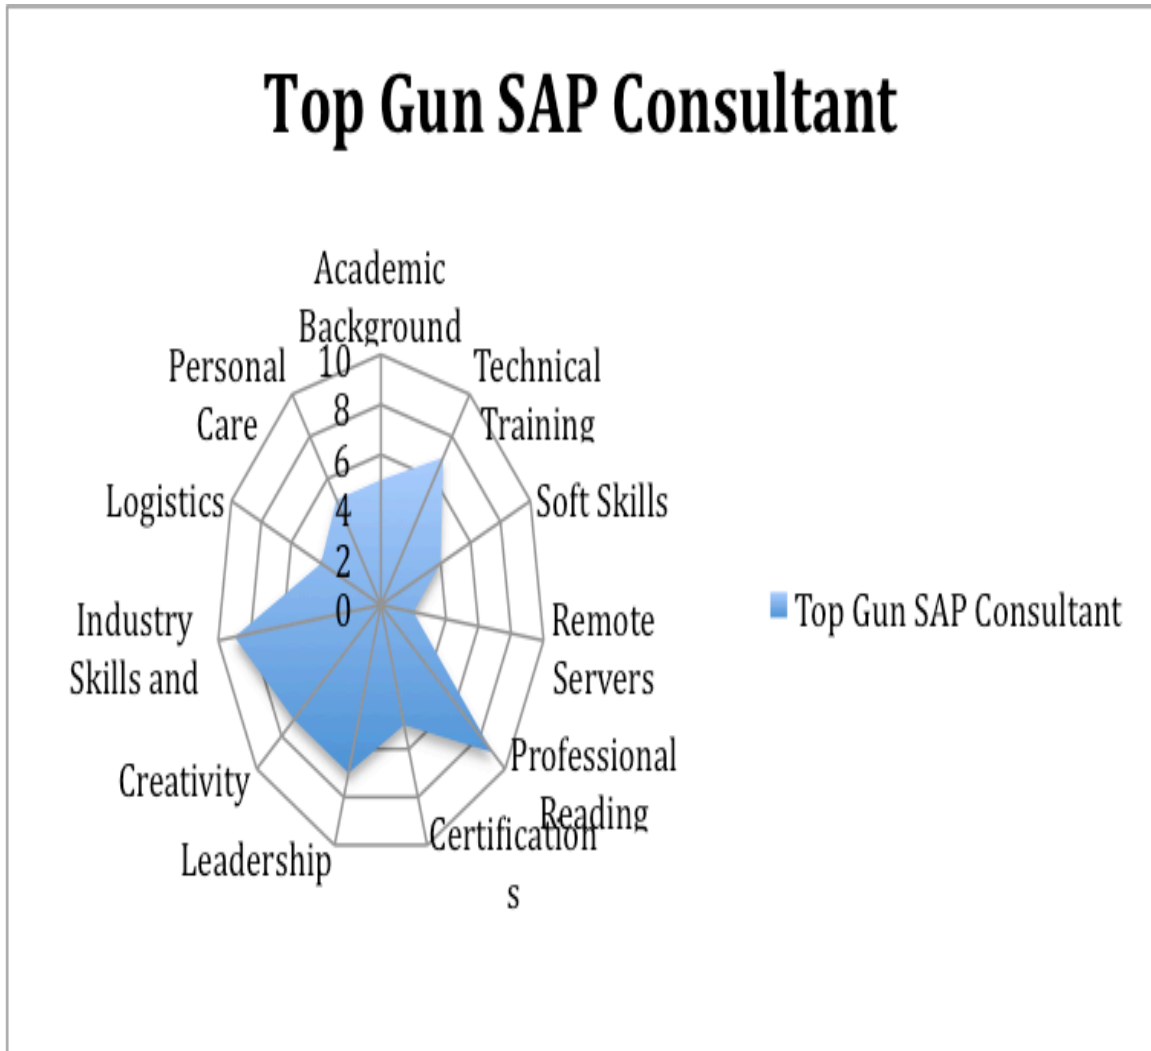 Top Gun SAP Consultant
Academic
Background
10
8
6
4
2
0
Technical
Training
Soft Skills
Remote
Servers
Professional
Reading
Certification
s
Leadership
Creativity
Industry
Skills and
Logistics
Personal
Care
Top Gun SAP Consultant